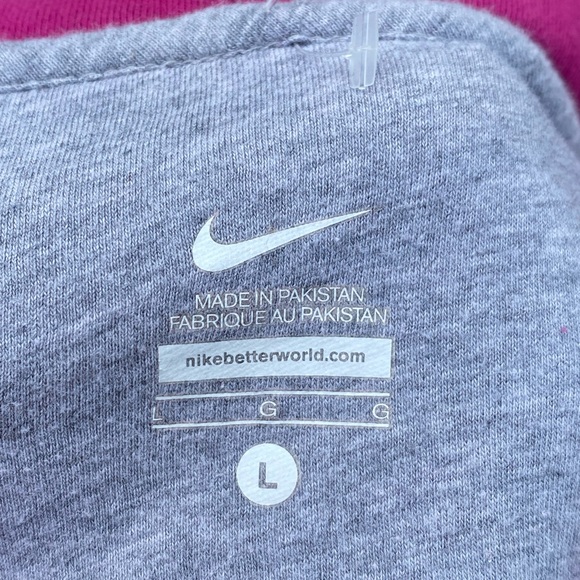 MADE IN PAKISTAN
FABRIQUE AU PAKISTAN
nikebetterworld.com
L G G
L